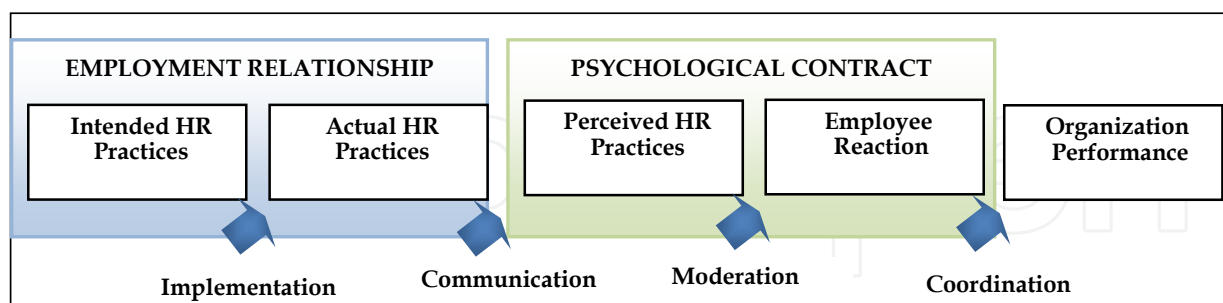 EMPLOYMENT RELATIONSHIP
PSYCHOLOGICAL CONTRACT
Intended HR
Practices
Actual HR
Practices
Perceived HR
Practices
Employee
Reaction
Organization
Performance
Implementation
Communication
Moderation
Coordination